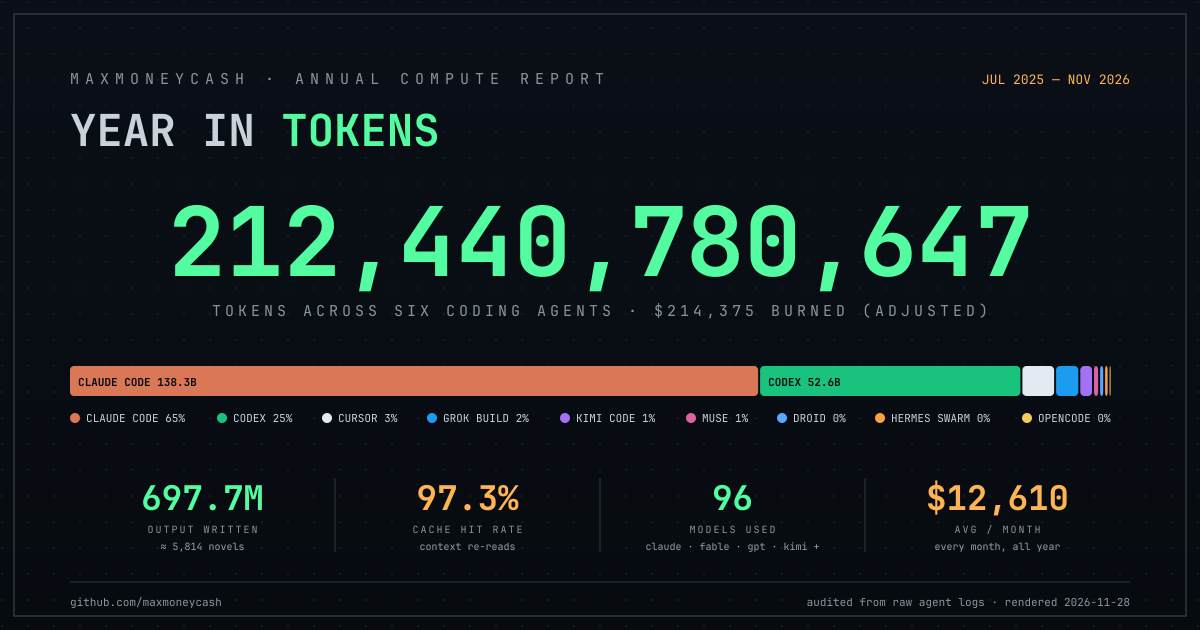 MAXMONEYCASH · ANNUAL COMPUTE REPORT
JUL 2025 — NOV 2026
YEAR IN TOKENS
212,440,780,647
TOKENS ACROSS SIX CODING AGENTS · $214,375 BURNED (ADJUSTED)
CLAUDE CODE 138.3B
CODEX 52.6B
CLAUDE CODE 65% CODEX 25% CURSOR 3% GROK BUILD 2% KIMI CODE 1% MUSE 1% DROID 0% HERMES SWARM 0% OPENCODE 0%
697.7M
OUTPUT WRITTEN
≈ 5,814 novels
97.3%
CACHE HIT RATE
context re-reads
96
MODELS USED
claude · fable · gpt · kimi +
$12,610
AVG / MONTH
every month, all year
github.com/maxmoneycash
audited from raw agent logs · rendered 2026-11-28